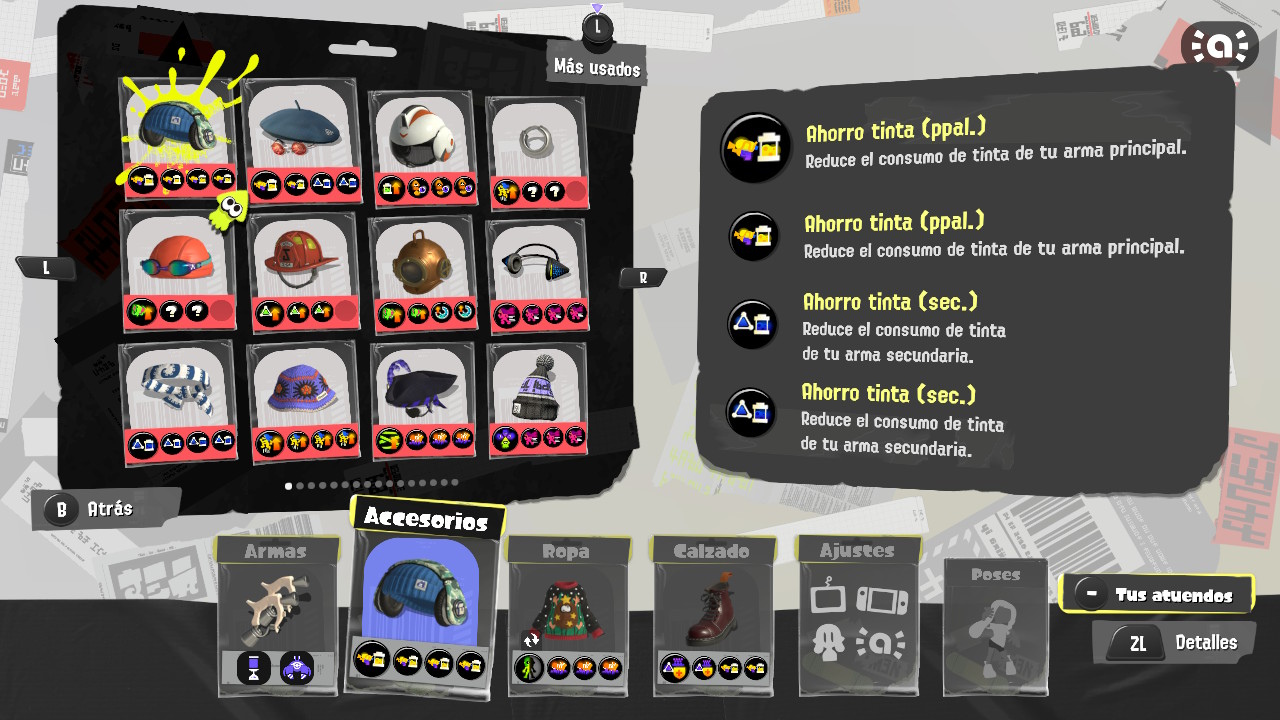 L
Más usados
a
Ahorro tinta (ppal.)
Reduce el consumo de tinta de tu arma principal.
Ahorro tinta (ppal.)
Reduce el consumo de tinta de tu arma principal.
Ahorro tinta (sec.)
Reduce el consumo de tinta
de tu arma secundaria.
Ahorro tinta (sec.)
Reduce el consumo de tinta
de tu arma secundaria.
? ?
L
R
? ?
B Atrás
Armas
Accesorios
Ropa
Calzado
Ajustes
a
Poses
- Tus atuendos
ZL Detalles